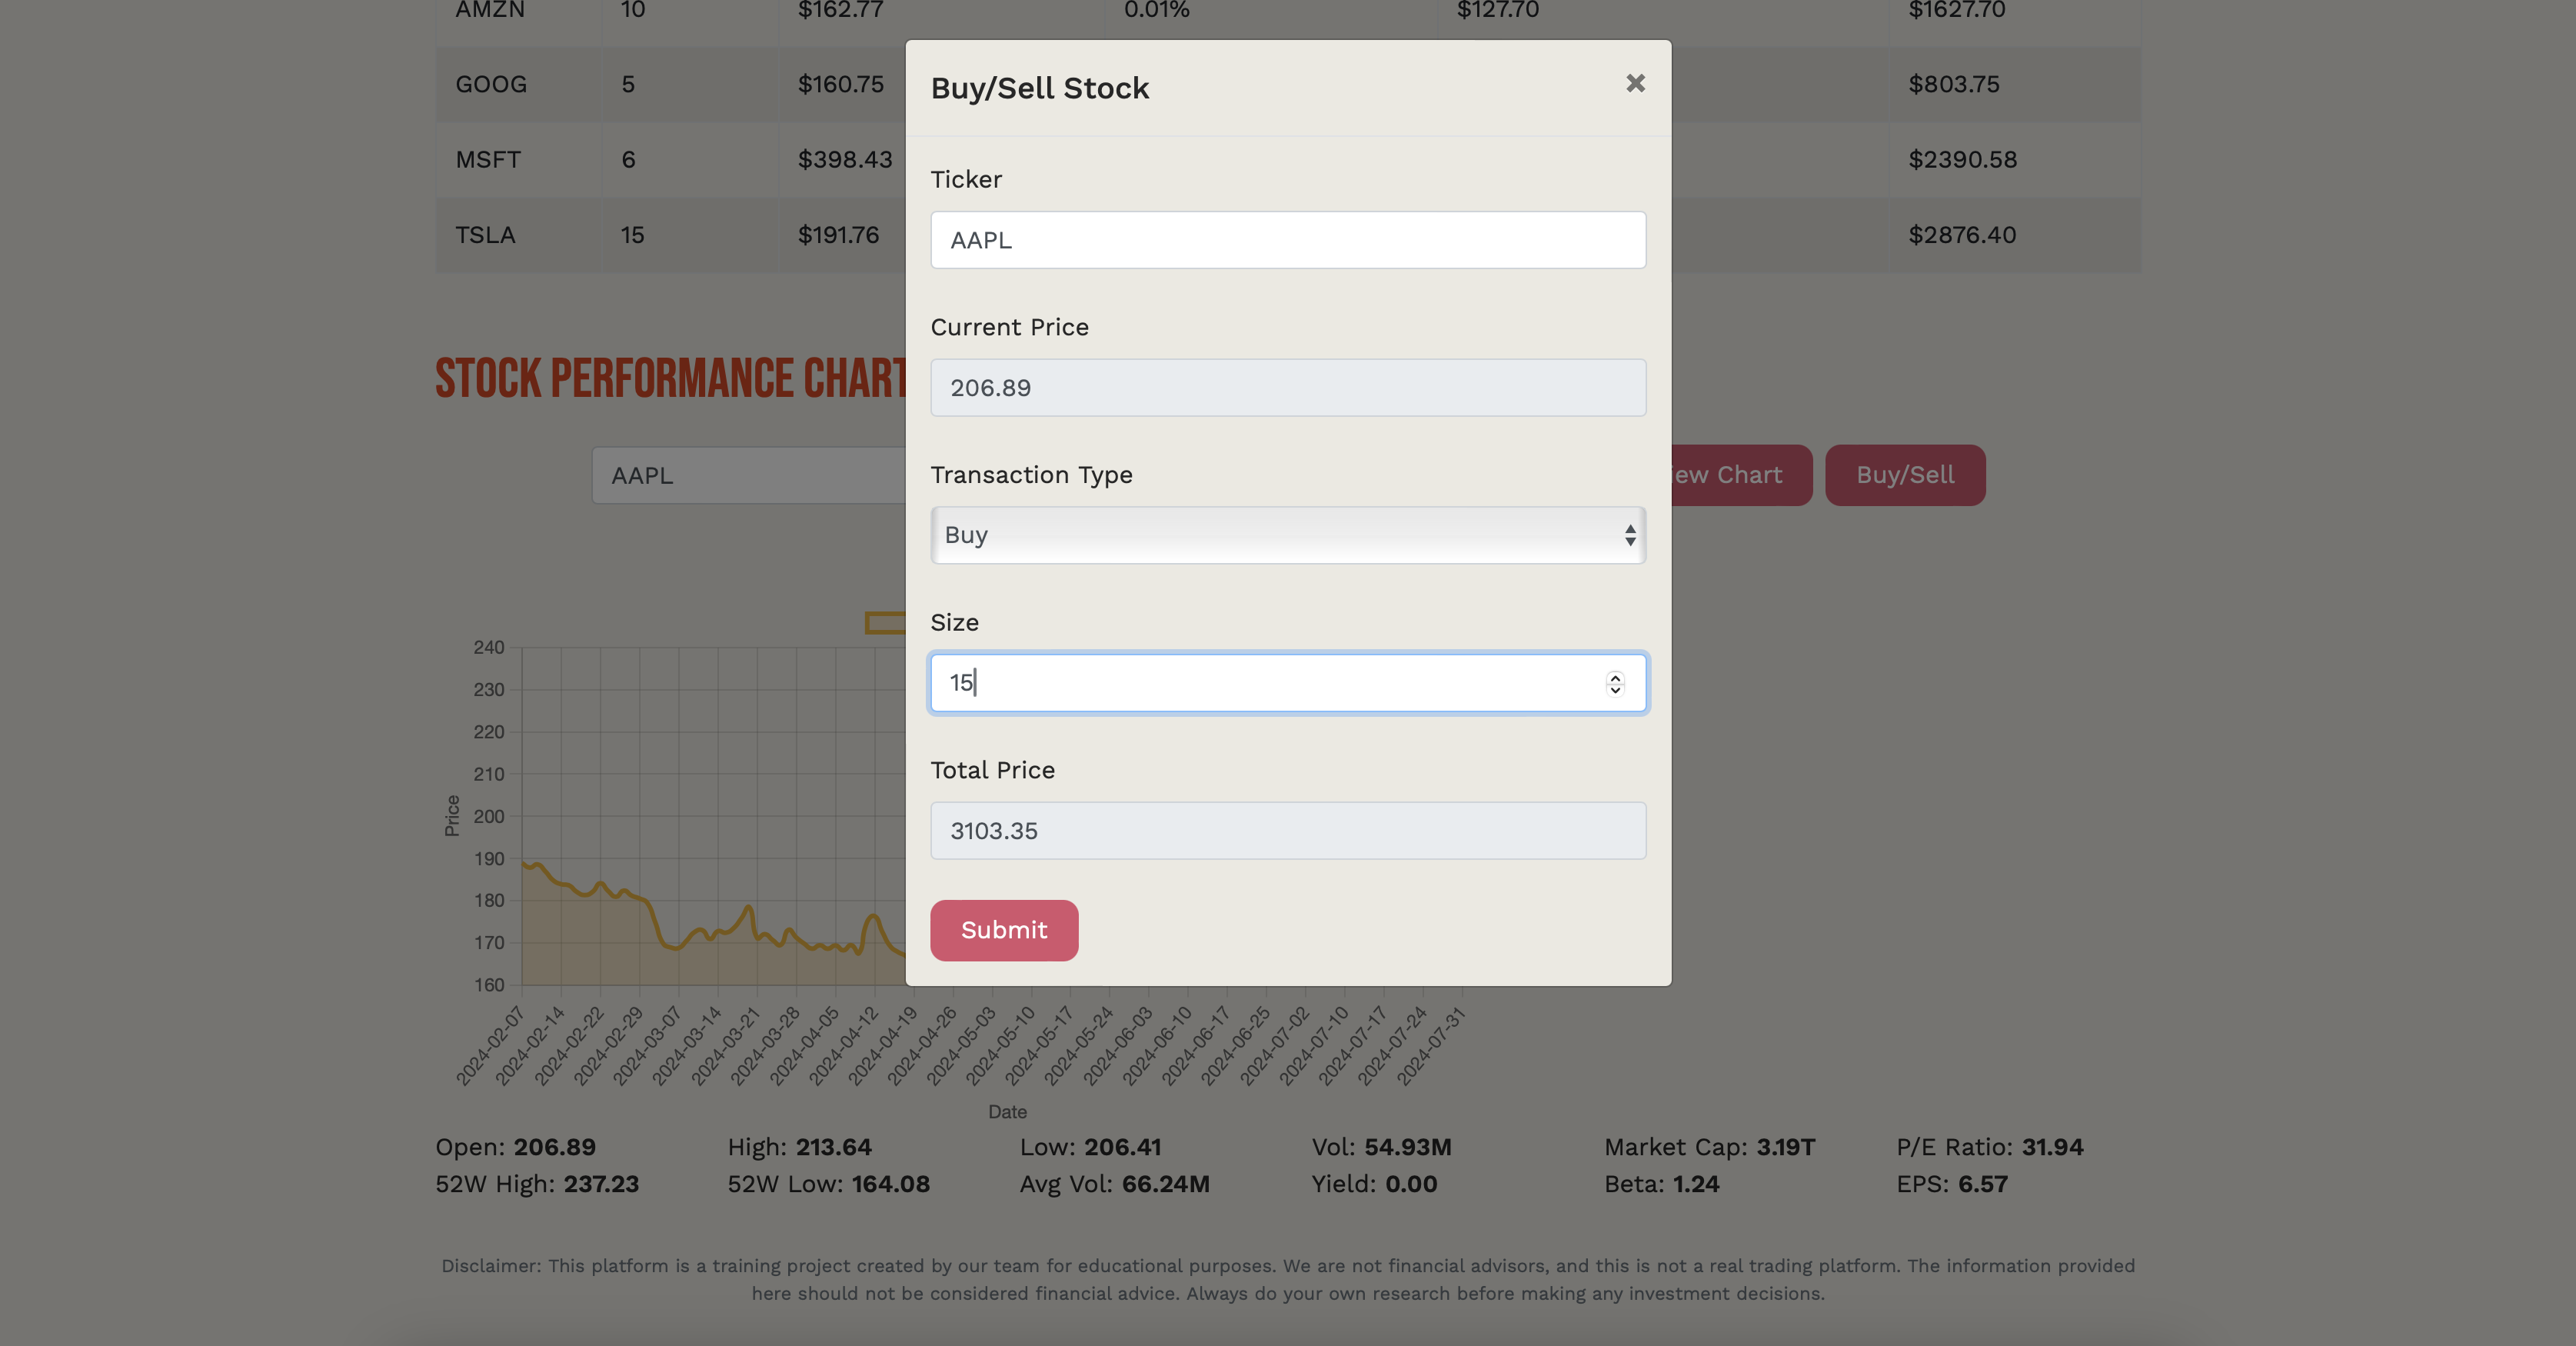 AMZN 10 $162.77 0.01% $127.70 $1627.70
Buy/Sell Stock ×
GOOG 5 $160.75 $803.75
MSFT 6 $398.43 $2390.58
Ticker
TSLA 15 $191.76 $2876.40
AAPL
Current Price
STOCK PERFORMANCE CHART
206.89
AAPL
Transaction Type
ew Chart Buy/Sell
Buy
Size
15
240
230
220
210
200
190
180
170
160
Price
Total Price
3103.35
Submit
2024-02-07 2024-02-14 2024-02-22 2024-02-29 2024-03-07 2024-03-14 2024-03-21 2024-03-28 2024-04-05 2024-04-12 2024-04-19 2024-04-26 2024-05-03 2024-05-10 2024-05-17 2024-05-24 2024-06-03 2024-06-10 2024-06-17 2024-06-25 2024-07-02 2024-07-10 2024-07-17 2024-07-24 2024-07-31
Date
Open: 206.89 High: 213.64 Low: 206.41 Vol: 54.93M Market Cap: 3.19T P/E Ratio: 31.94
52W High: 237.23 52W Low: 164.08 Avg Vol: 66.24M Yield: 0.00 Beta: 1.24 EPS: 6.57
Disclaimer: This platform is a training project created by our team for educational purposes. We are not financial advisors, and this is not a real trading platform. The information provided
here should not be considered financial advice. Always do your own research before making any investment decisions.